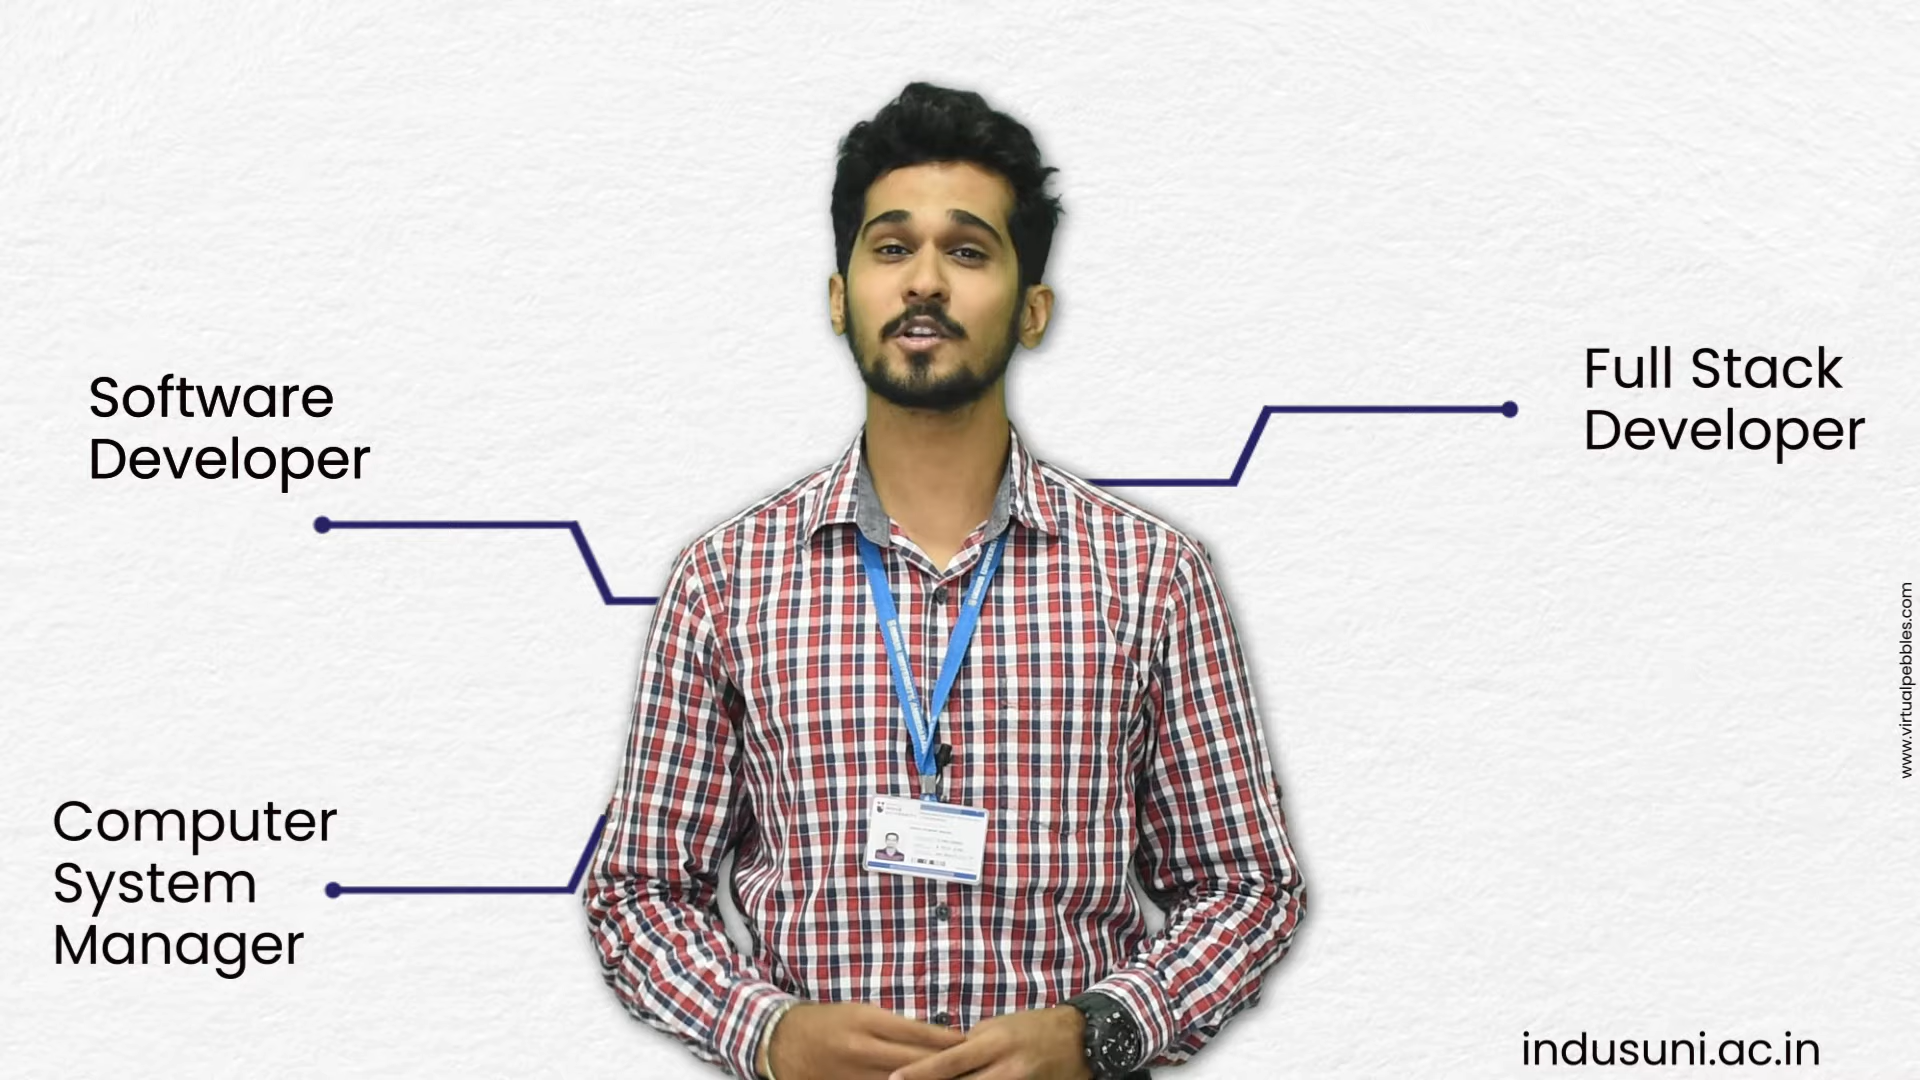 Software
Developer
Full Stack
Developer
Computer
System
Manager
www.virtualpebbles.com
indusuni.ac.in